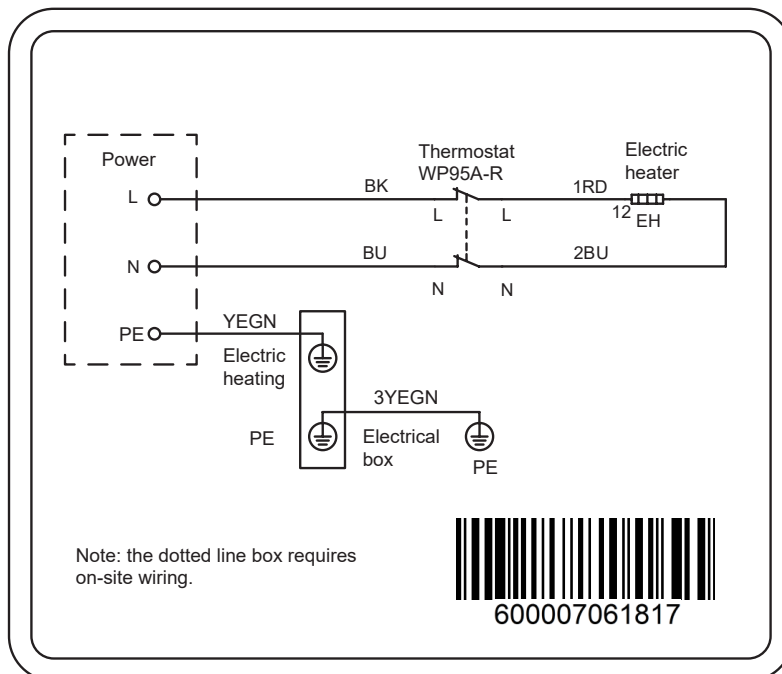 Power
Thermostat
WP95A-R
Electric
heater
L
BK
L
L
1RD
12
EH
N
BU
N
N
2BU
PE
YEGN
Electric
heating
3YEGN
PE
Electrical
box
PE
Note: the dotted line box requires
on-site wiring.
600007061817